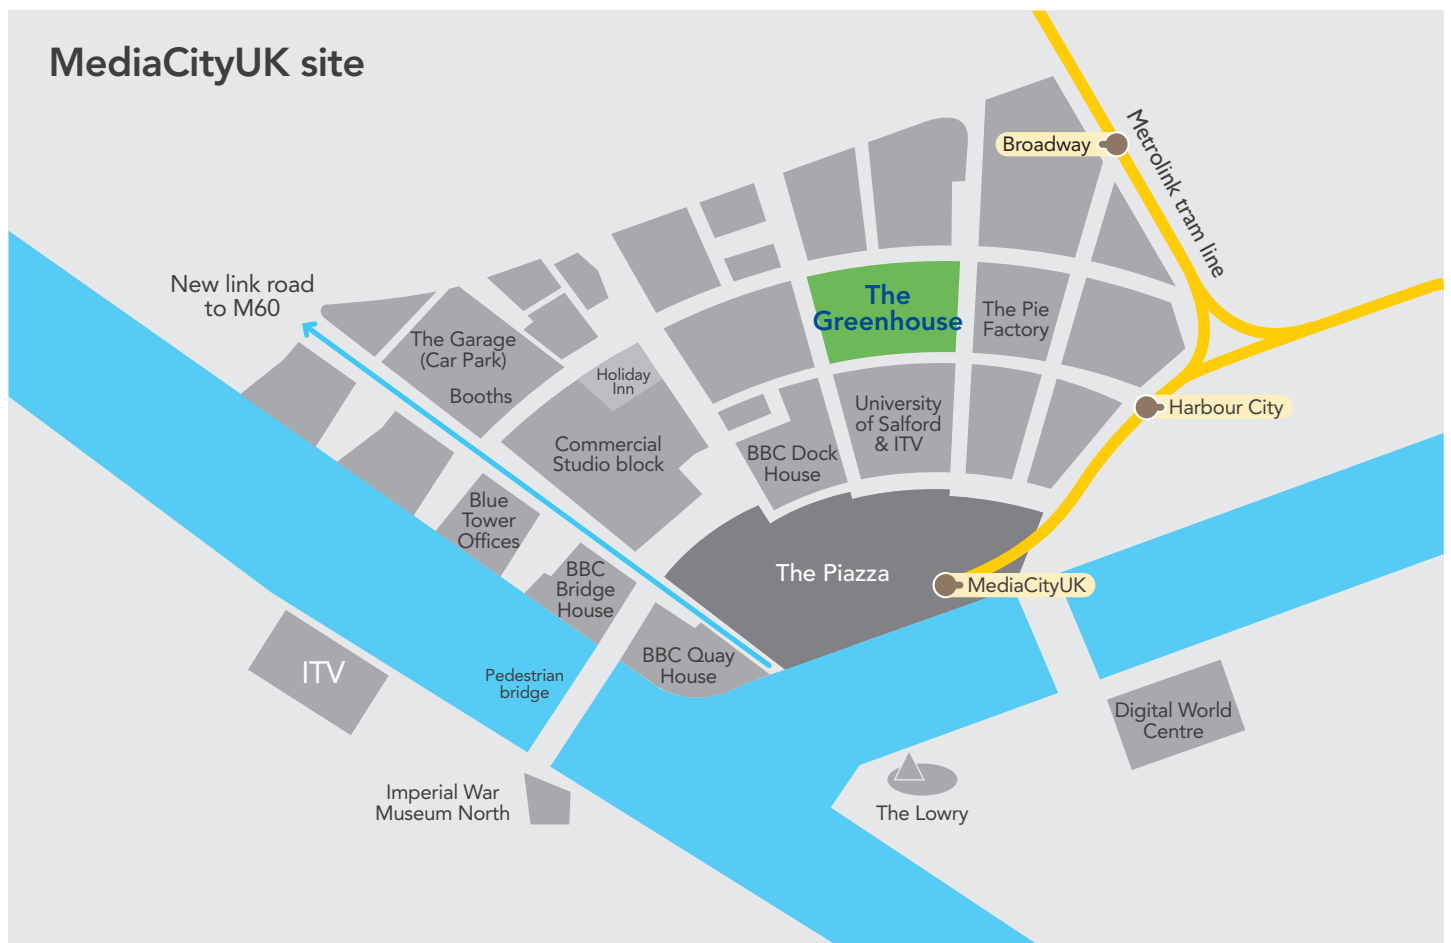 MediaCityUK site
Broadway
Metrolink tram line
New link road
to M60
The Garage
(Car Park)
Booths
Holiday
Inn
The
Greenhouse
The Pie
Factory
Harbour City
University
of Salford
& ITV
BBC Dock
House
Commercial
Studio block
Blue
Tower
Offices
BBC
Bridge
House
The Piazza
MediaCityUK
BBC Quay
House
ITV
Pedestrian
bridge
Digital World
Centre
Imperial War
Museum North
The Lowry